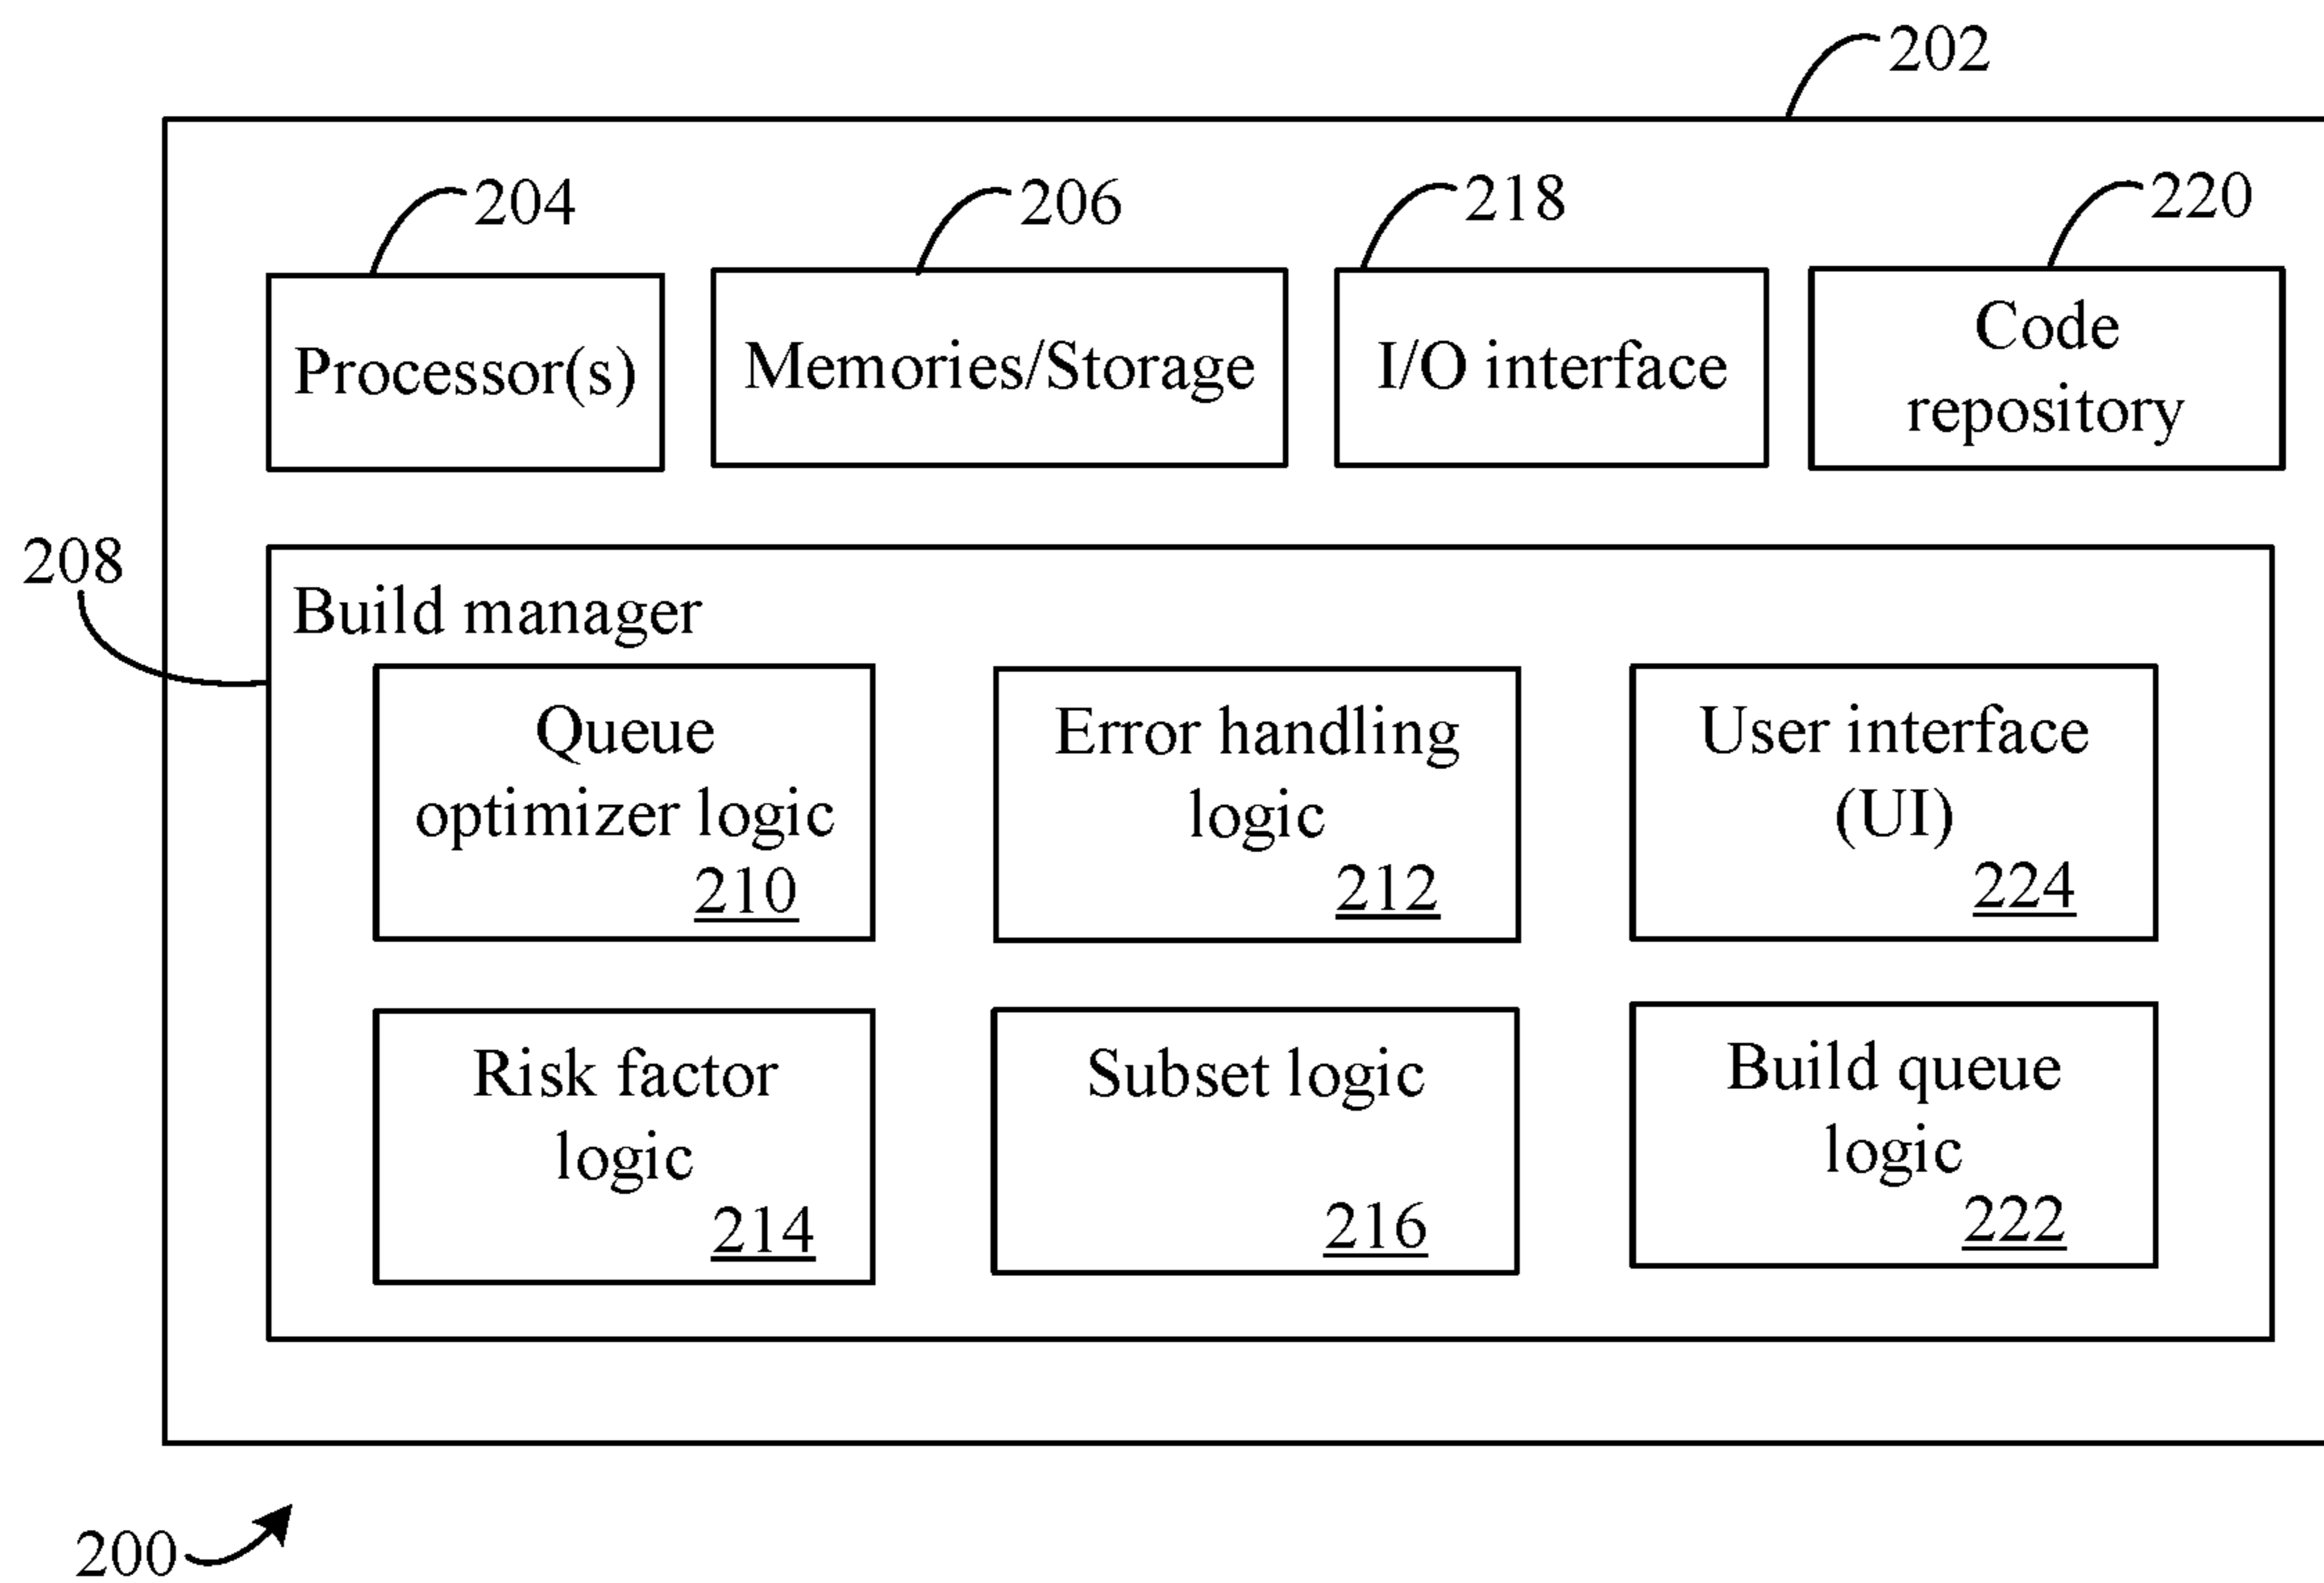 202
204
206
218
220
Processor(s)
Memories/Storage
I/O interface
Code
repository
208
Build manager
Queue
optimizer logic
210
Error handling
logic
212
User interface
(UI)
224
Risk factor
logic
214
Subset logic
216
Build queue
logic
222
200